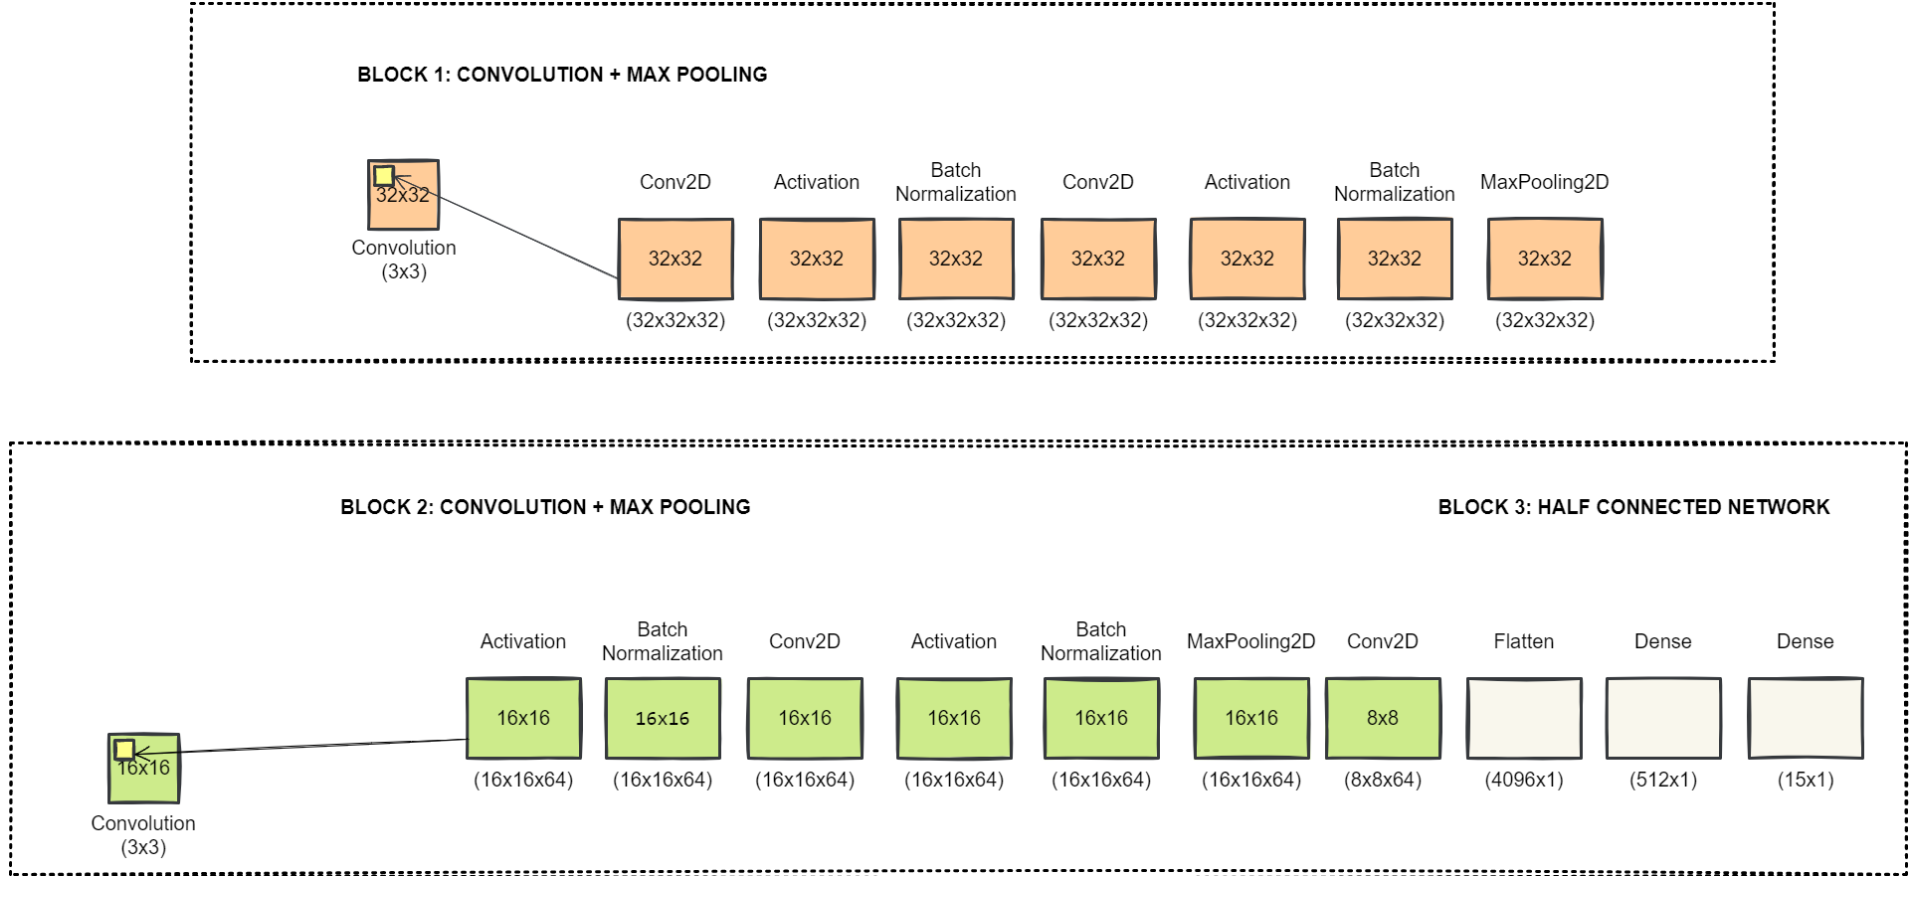 BLOCK 1: CONVOLUTION + MAX POOLING
32x32
Convolution
(3x3)
Conv2D
Activation
Batch
Normalization
Conv2D
Activation
Batch
Normalization
MaxPooling2D
32x32
32x32
32x32
32x32
32x32
32x32
32x32
(32x32x32)
(32x32x32)
(32x32x32)
(32x32x32)
(32x32x32)
(32x32x32)
(32x32x32)
BLOCK 2: CONVOLUTION + MAX POOLING
BLOCK 3: HALF CONNECTED NETWORK
16x16
Convolution
(3x3)
Activation
Batch
Normalization
Conv2D
Activation
Batch
Normalization
MaxPooling2D
Conv2D
Flatten
Dense
Dense
16x16
16x16
16x16
16x16
16x16
16x16
8x8
(16x16x64)
(16x16x64)
(16x16x64)
(16x16x64)
(16x16x64)
(16x16x64)
(8x8x64)
(4096x1)
(512x1)
(15x1)